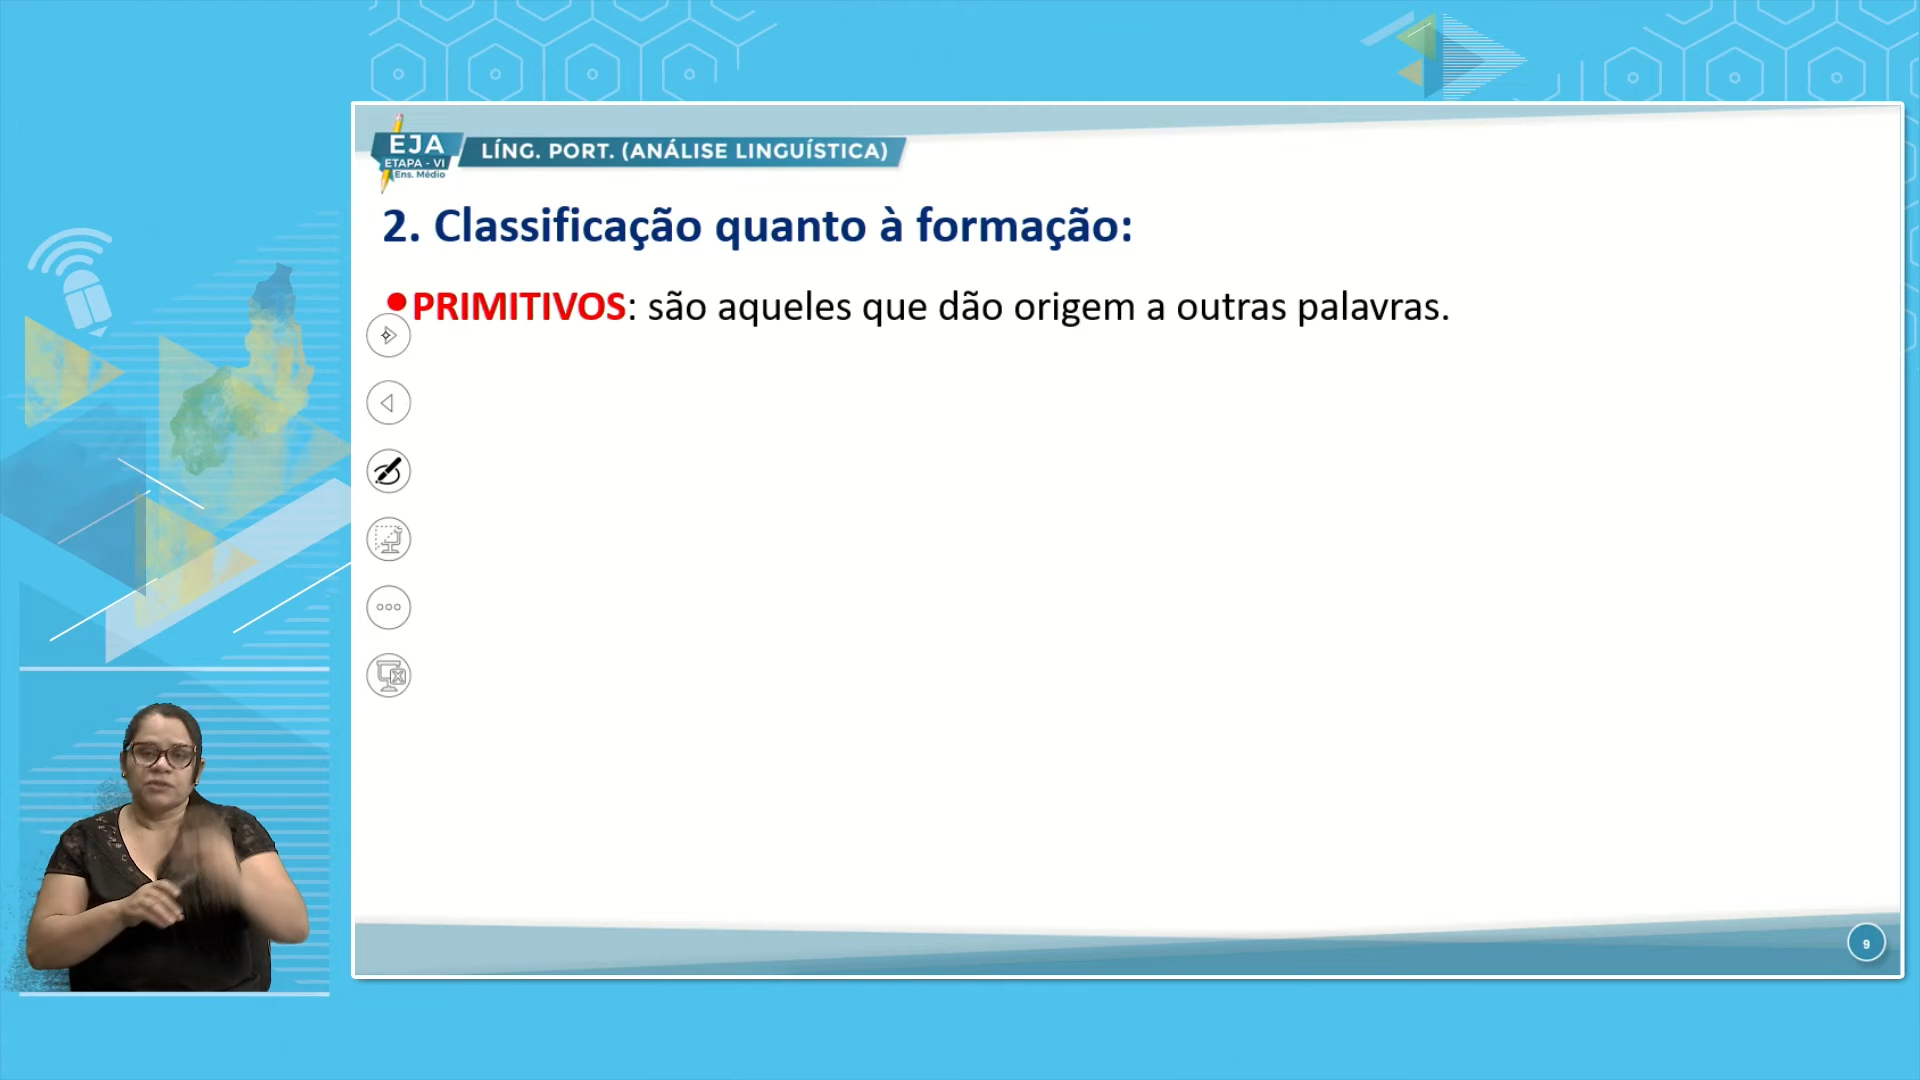 EJA
ETAPA - VI
Ens. Médio
LÍNG. PORT. (ANÁLISE LINGUÍSTICA)
2. Classificação quanto à formação:
•PRIMITIVOS: são aqueles que dão origem a outras palavras.
9